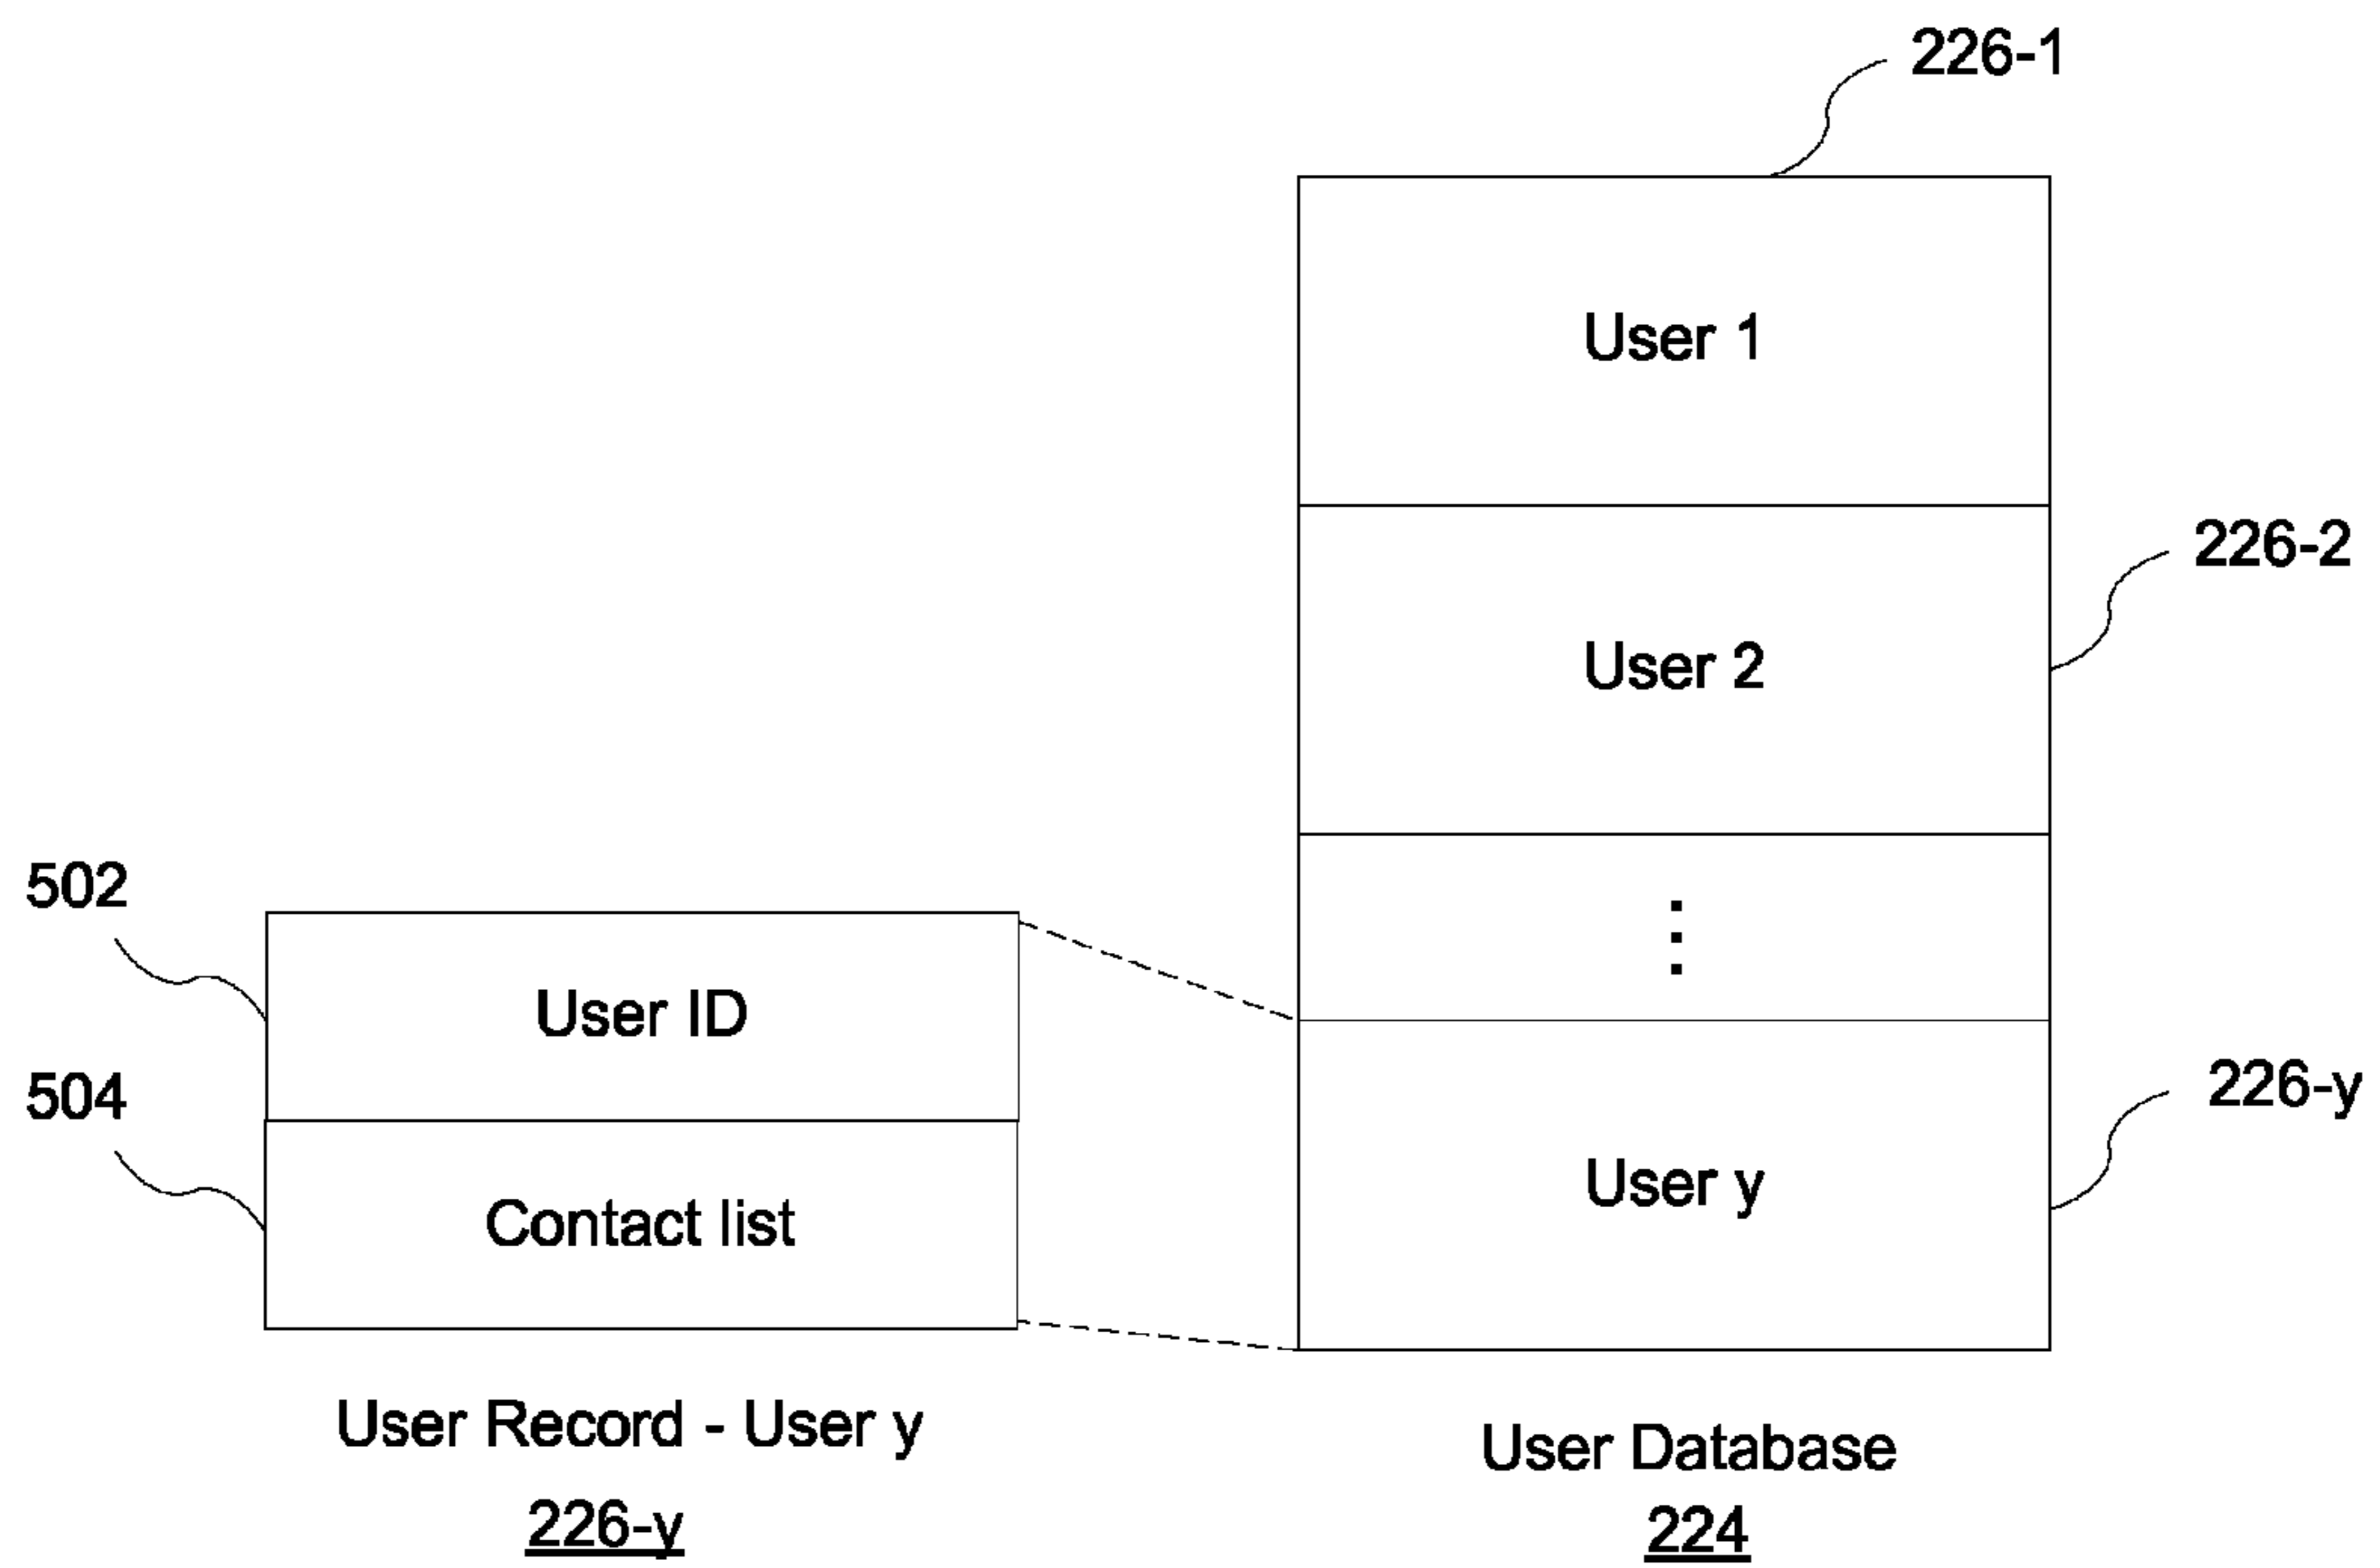 226-1
User 1
226-2
User 2
502
User ID
504
Contact list
226-y
User y
User Record - User y
226-y
User Database
224